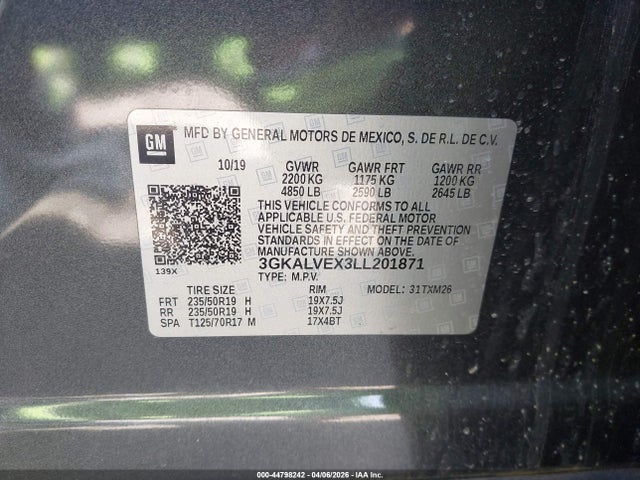 GM
MFD BY GENERAL MOTORS DE MEXICO, S. DE R.L. DE C.V.
10/19 GVWR GAWR FRT GAWR RR
2200 KG 1175 KG 1200 KG
4850 LB 2590 LB 2645 LB
THIS VEHICLE CONFORMS TO ALL
APPLICABLE U.S. FEDERAL MOTOR
VEHICLE SAFETY AND THEFT PREVENTION
STANDARDS IN EFFECT ON THE DATE OF
MANUFACTURE SHOWN ABOVE.
3GKALVEX3LL201871
139X
TYPE: M.P.V.
TIRE SIZE RIM MODEL: 31TXM26
FRT 235/50R19 H 19X7.5J
RR 235/50R19 H 19X7.5J
SPA T125/70R17 M 17X4BT
000-44798242 - 04/06/2026 - IAA Inc.